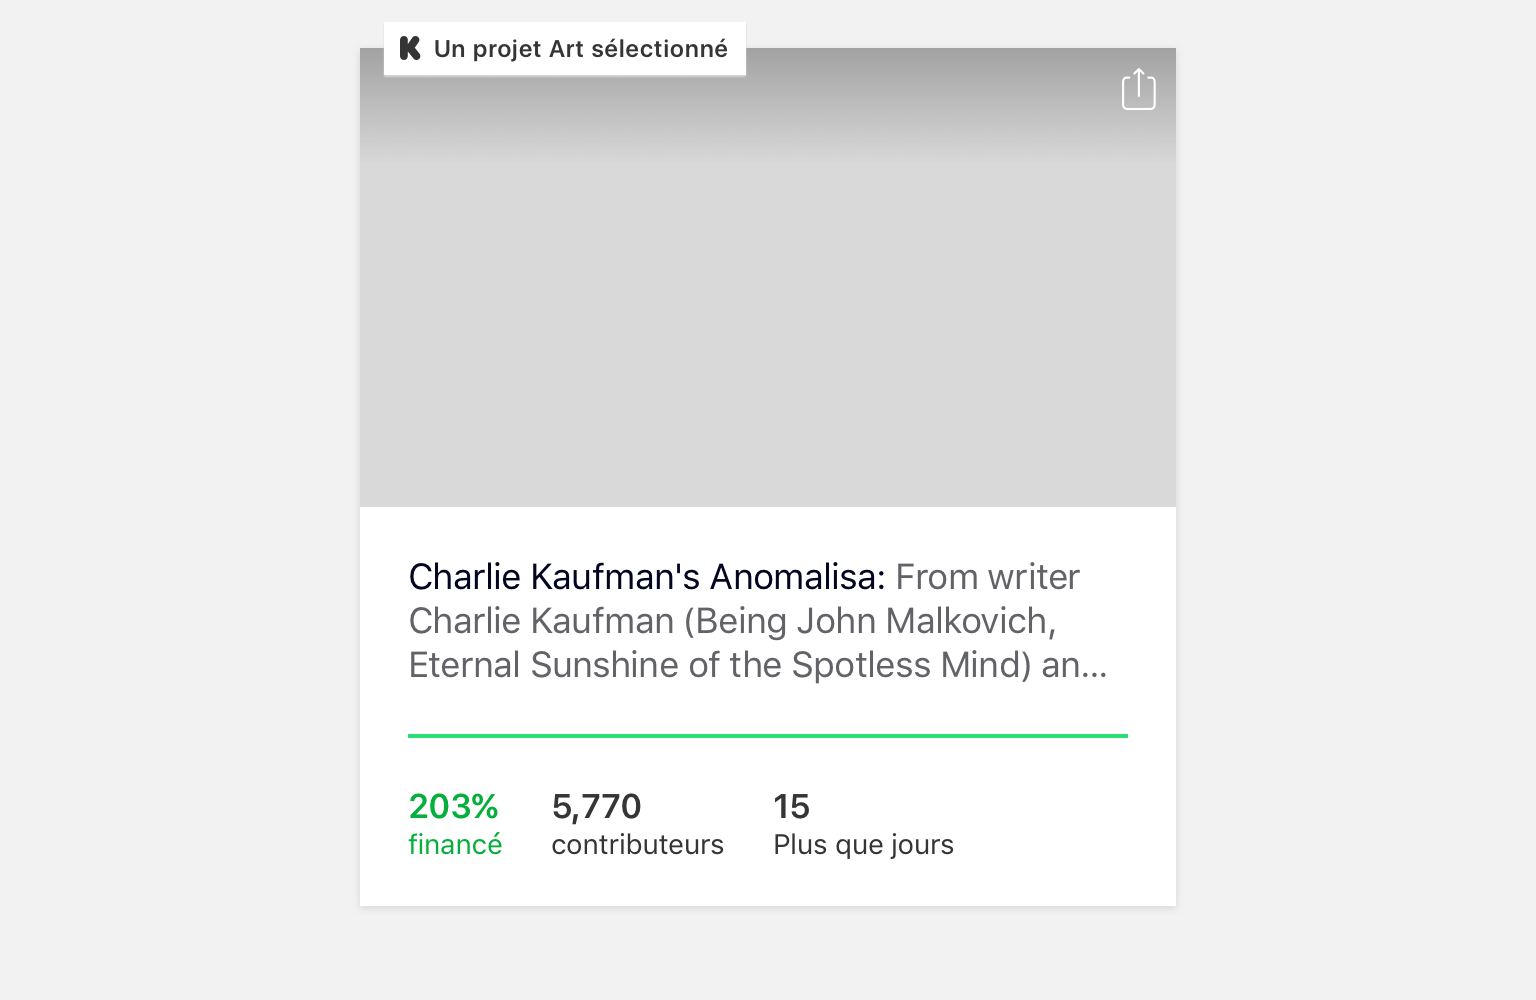 Un projet Art sélectionné
Charlie Kaufman's Anomalisa: From writer
Charlie Kaufman (Being John Malkovich,
Eternal Sunshine of the Spotless Mind) an...
203% 5,770 15
financé contributeurs Plus que jours